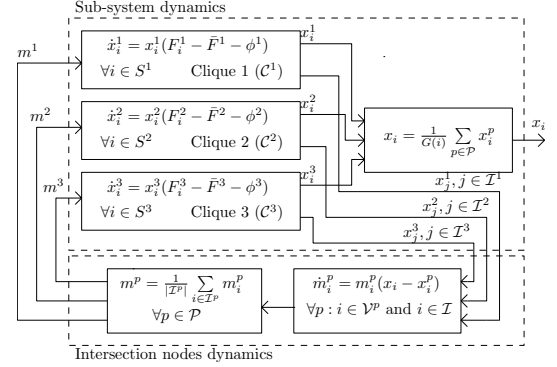 Sub-system dynamics
m^1
ẋ_i^1 = x_i^1(F_i^1 − F̄^1 − ϕ^1)
∀i ∈ S^1 Clique 1 (𝒞^1)
x_i^1
m^2
ẋ_i^2 = x_i^2(F_i^2 − F̄^2 − ϕ^2)
∀i ∈ S^2 Clique 2 (𝒞^2)
x_i^2
m^3
ẋ_i^3 = x_i^3(F_i^3 − F̄^3 − ϕ^3)
∀i ∈ S^3 Clique 3 (𝒞^3)
x_i^3
x_i = 1/G(i) ∑_{p∈𝒫} x_i^p
x_i
x_j^1, j ∈ ℐ^1
x_j^2, j ∈ ℐ^2
x_j^3, j ∈ ℐ^3
m^p = 1/|ℐ^p| ∑_{i∈ℐ^p} m_i^p
∀p ∈ 𝒫
ṁ_i^p = m_i^p(x_i − x_i^p)
∀p : i ∈ 𝒱^p and i ∈ ℐ
Intersection nodes dynamics